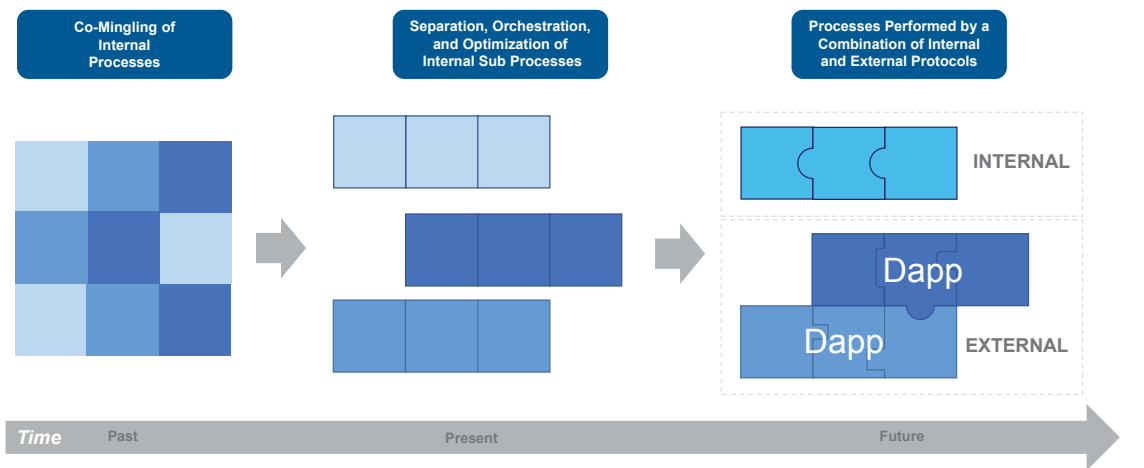 Co-Mingling of
Internal
Processes
Separation, Orchestration,
and Optimization of
Internal Sub Processes
Processes Performed by a
Combination of Internal
and External Protocols
INTERNAL
Dapp
Dapp
EXTERNAL
Time
Past
Present
Future